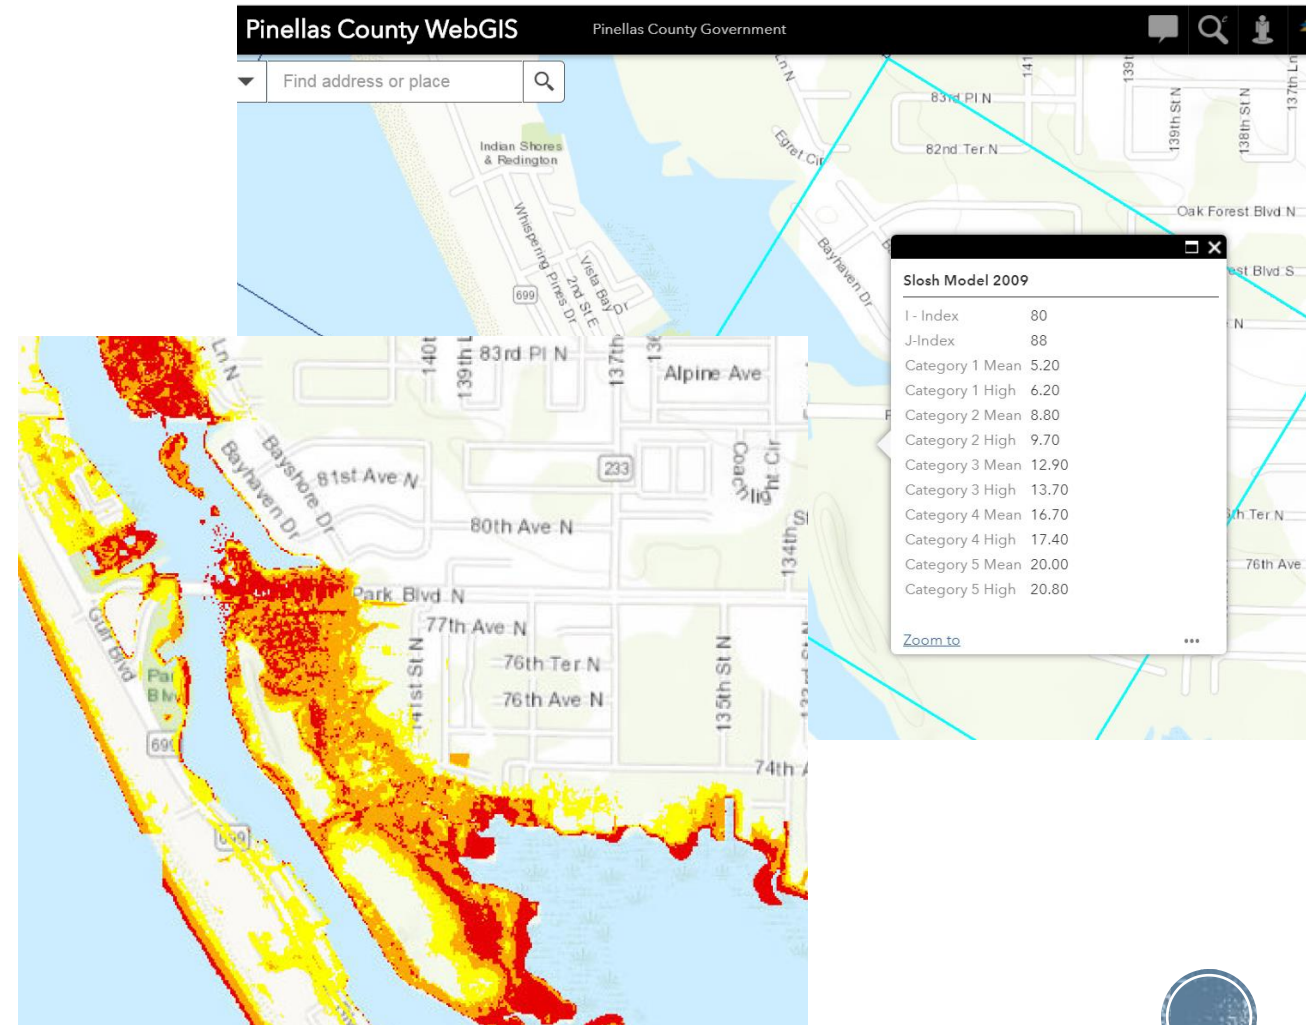 Pinellas County WebGIS
Pinellas County Government
Find address or place
Ln N
83rd Pl N
82nd Ter N
Egret Cir
139th St N
138th St N
137th Ln
Indian Shores
& Redington
Whispering Pines Dr
Vista Bay Dr
2nd St E
699
Bayhaven Dr
Oak Forest Blvd N
Slosh Model 2009
I - Index 80
J-Index 88
Category 1 Mean 5.20
Category 1 High 6.20
Category 2 Mean 8.80
Category 2 High 9.70
Category 3 Mean 12.90
Category 3 High 13.70
Category 4 Mean 16.70
Category 4 High 17.40
Category 5 Mean 20.00
Category 5 High 20.80
Zoom to
76th Ave
Ln N
83rd Pl N
Alpine Ave
Bayshore Dr
Bayhaven Dr
81st Ave N
233
Coachlight Cir
80th Ave N
134th
Park Blvd N
77th Ave N
76th Ter N
76th Ave N
141st St N
135th St N
74th
Gulf Blvd
699
699